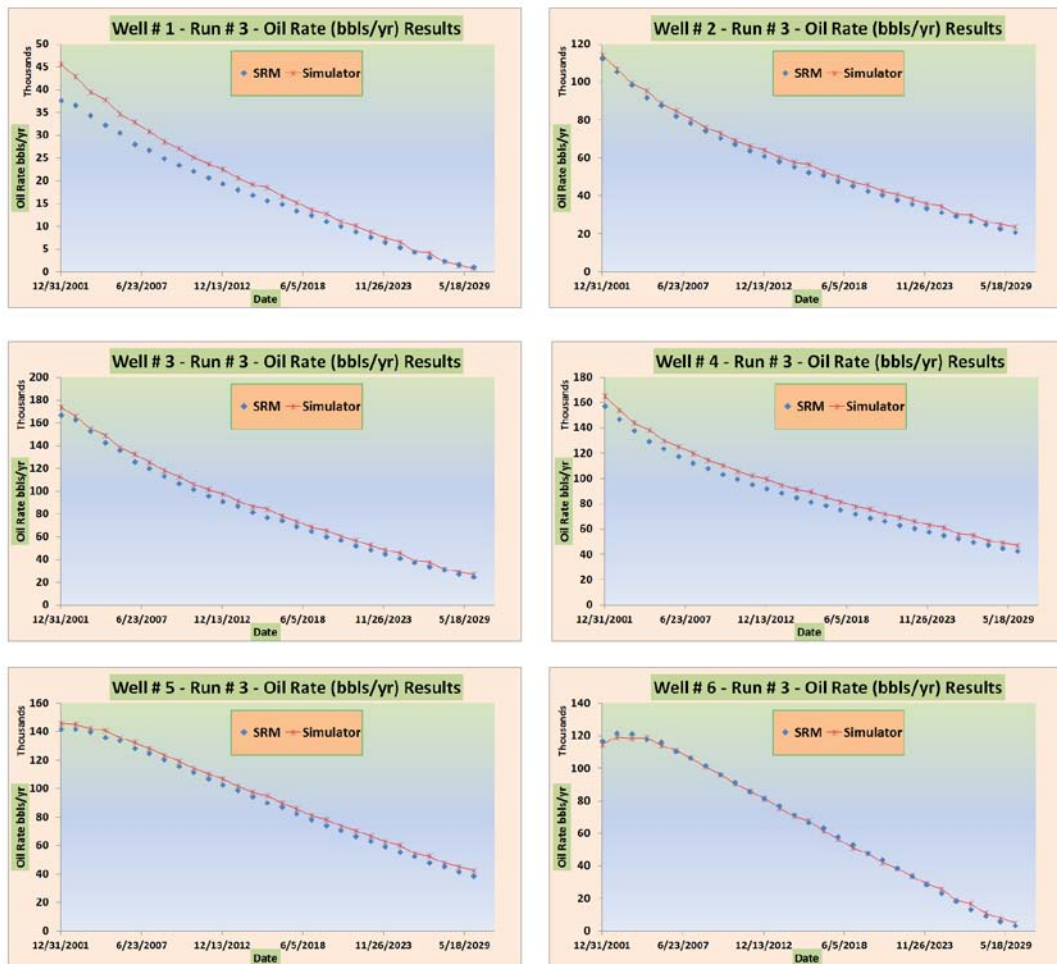 Well # 1 - Run # 3 - Oil Rate (bbls/yr) Results
Thousands
Oil Rate bbls/yr
50
45
40
35
30
25
20
15
10
5
0
SRM Simulator
12/31/2001 6/23/2007 12/13/2012 6/5/2018 11/26/2023 5/18/2029
Date
Well # 2 - Run # 3 - Oil Rate (bbls/yr) Results
Thousands
Oil Rate bbls/yr
120
100
80
60
40
20
0
SRM Simulator
12/31/2001 6/23/2007 12/13/2012 6/5/2018 11/26/2023 5/18/2029
Date
Well # 3 - Run # 3 - Oil Rate (bbls/yr) Results
Thousands
Oil Rate bbls/yr
200
180
160
140
120
100
80
60
40
20
0
SRM Simulator
12/31/2001 6/23/2007 12/13/2012 6/5/2018 11/26/2023 5/18/2029
Date
Well # 4 - Run # 3 - Oil Rate (bbls/yr) Results
Thousands
Oil Rate bbls/yr
180
160
140
120
100
80
60
40
20
0
SRM Simulator
12/31/2001 6/23/2007 12/13/2012 6/5/2018 11/26/2023 5/18/2029
Date
Well # 5 - Run # 3 - Oil Rate (bbls/yr) Results
Thousands
Oil Rate bbls/yr
160
140
120
100
80
60
40
20
0
SRM Simulator
12/31/2001 6/23/2007 12/13/2012 6/5/2018 11/26/2023 5/18/2029
Date
Well # 6 - Run # 3 - Oil Rate (bbls/yr) Results
Thousands
Oil Rate bbls/yr
140
120
100
80
60
40
20
0
SRM Simulator
12/31/2001 6/23/2007 12/13/2012 6/5/2018 11/26/2023 5/18/2029
Date